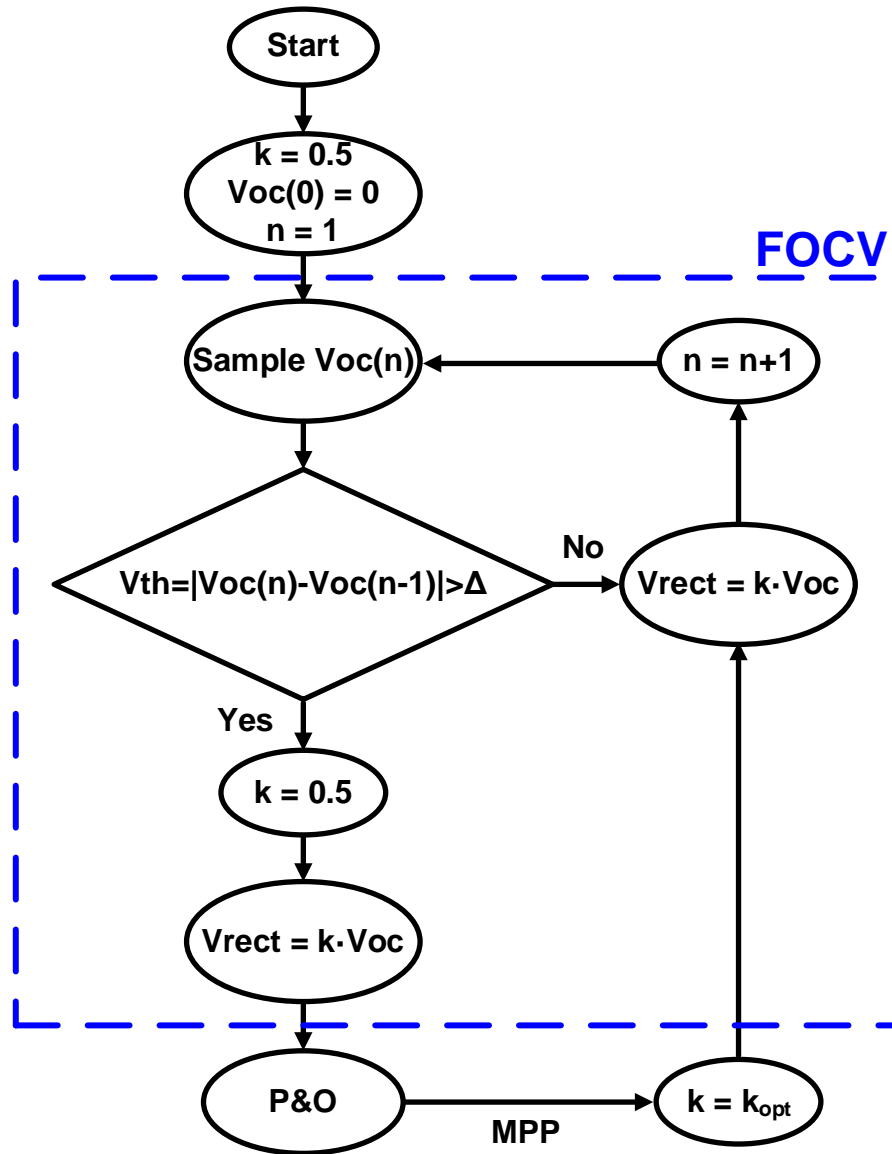 Start
k = 0.5
Voc(0) = 0
n = 1
FOCV
Sample Voc(n)
n = n+1
Vth=|Voc(n)-Voc(n-1)|>Δ
No
Vrect = k·Voc
Yes
k = 0.5
Vrect = k·Voc
P&O
MPP
k = kopt